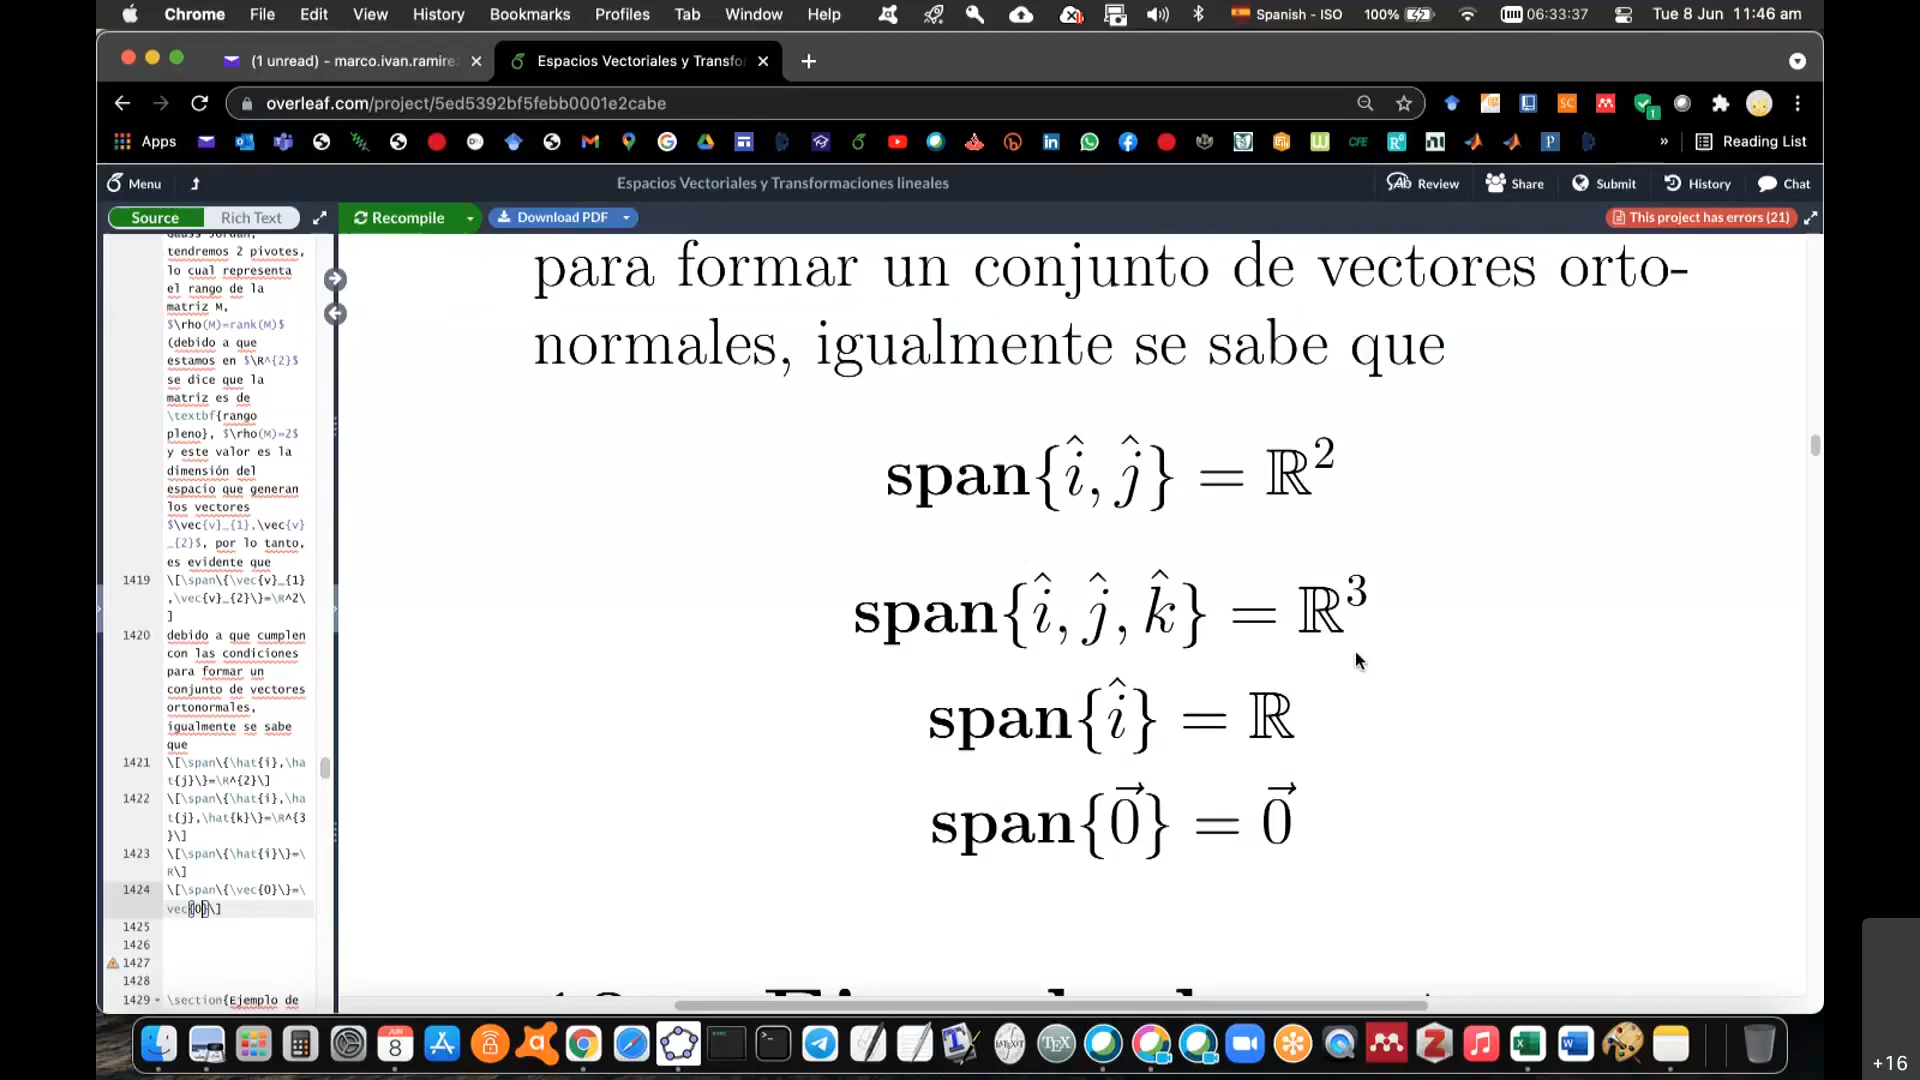 Chrome File Edit View History Bookmarks Profiles Tab Window Help Spanish - ISO 100% 06:33:37 Tue 8 Jun 11:46 am
(1 unread) - marco.ivan.ramire
Espacios Vectoriales y Transfo
overleaf.com/project/5ed5392bf5febb0001e2cabe
Apps
Reading List
Menu
Espacios Vectoriales y Transformaciones lineales
Review Share Submit History Chat
Source Rich Text
Recompile
Download PDF
This project has errors (21)
Gauss Jordan,
tendremos 2 pivotes,
lo cual representa
el rango de la
matriz M,
$\rho(M)=rank(M)$
(debido a que
estamos en $\R^{2}$
se dice que la
matriz es de
\textbf{rango
pleno}, $\rho(M)=2$
y este valor es la
dimensión del
espacio que generan
los vectores
$\vec{v}_{1},\vec{v}
_{2}$, por lo tanto,
es evidente que
1419 \[\span\{\vec{v}_{1}
,\vec{v}_{2}\}=\R^2\
]
1420 debido a que cumplen
con las condiciones
para formar un
conjunto de vectores
ortonormales,
igualmente se sabe
que
1421 \[\span\{\hat{i},\ha
t{j}\}=\R^{2}\]
1422 \[\span\{\hat{i},\ha
t{j},\hat{k}\}=\R^{3
}\]
1423 \[\span\{\hat{i}\}=\
R\]
1424 \[\span\{\vec{0}\}=\
vec{0}\]
1425
1426
1427
1428
1429 \section{Ejemplo de
para formar un conjunto de vectores orto-
normales, igualmente se sabe que
span{î, ĵ} = ℝ²
span{î, ĵ, k̂} = ℝ³
span{î} = ℝ
span{0⃗} = 0⃗
+16